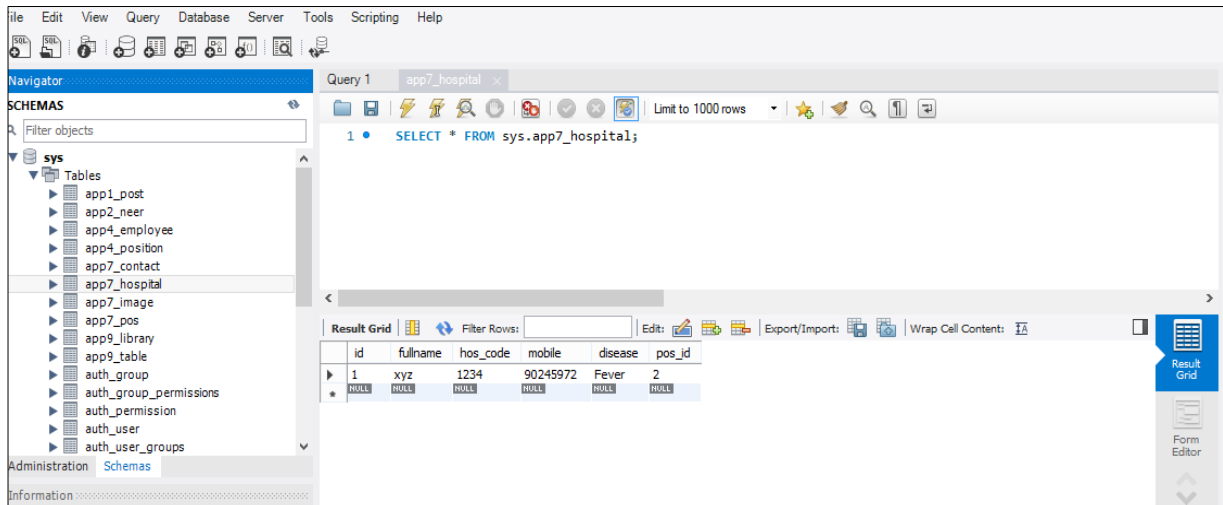 ile Edit View Query Database Server Tools Scripting Help
Navigator
SCHEMAS
Filter objects
sys
Tables
app1_post
app2_neer
app4_employee
app4_position
app7_contact
app7_hospital
app7_image
app7_pos
app9_library
app9_table
auth_group
auth_group_permissions
auth_permission
auth_user
auth_user_groups
Administration Schemas
Information
Query 1 app7_hospital
Limit to 1000 rows
1 SELECT * FROM sys.app7_hospital;
Result Grid Filter Rows: Edit: Export/Import: Wrap Cell Content:
id fullname hos_code mobile disease pos_id
1 xyz 1234 90245972 Fever 2
NULL NULL NULL NULL NULL NULL
Result
Grid
Form
Editor